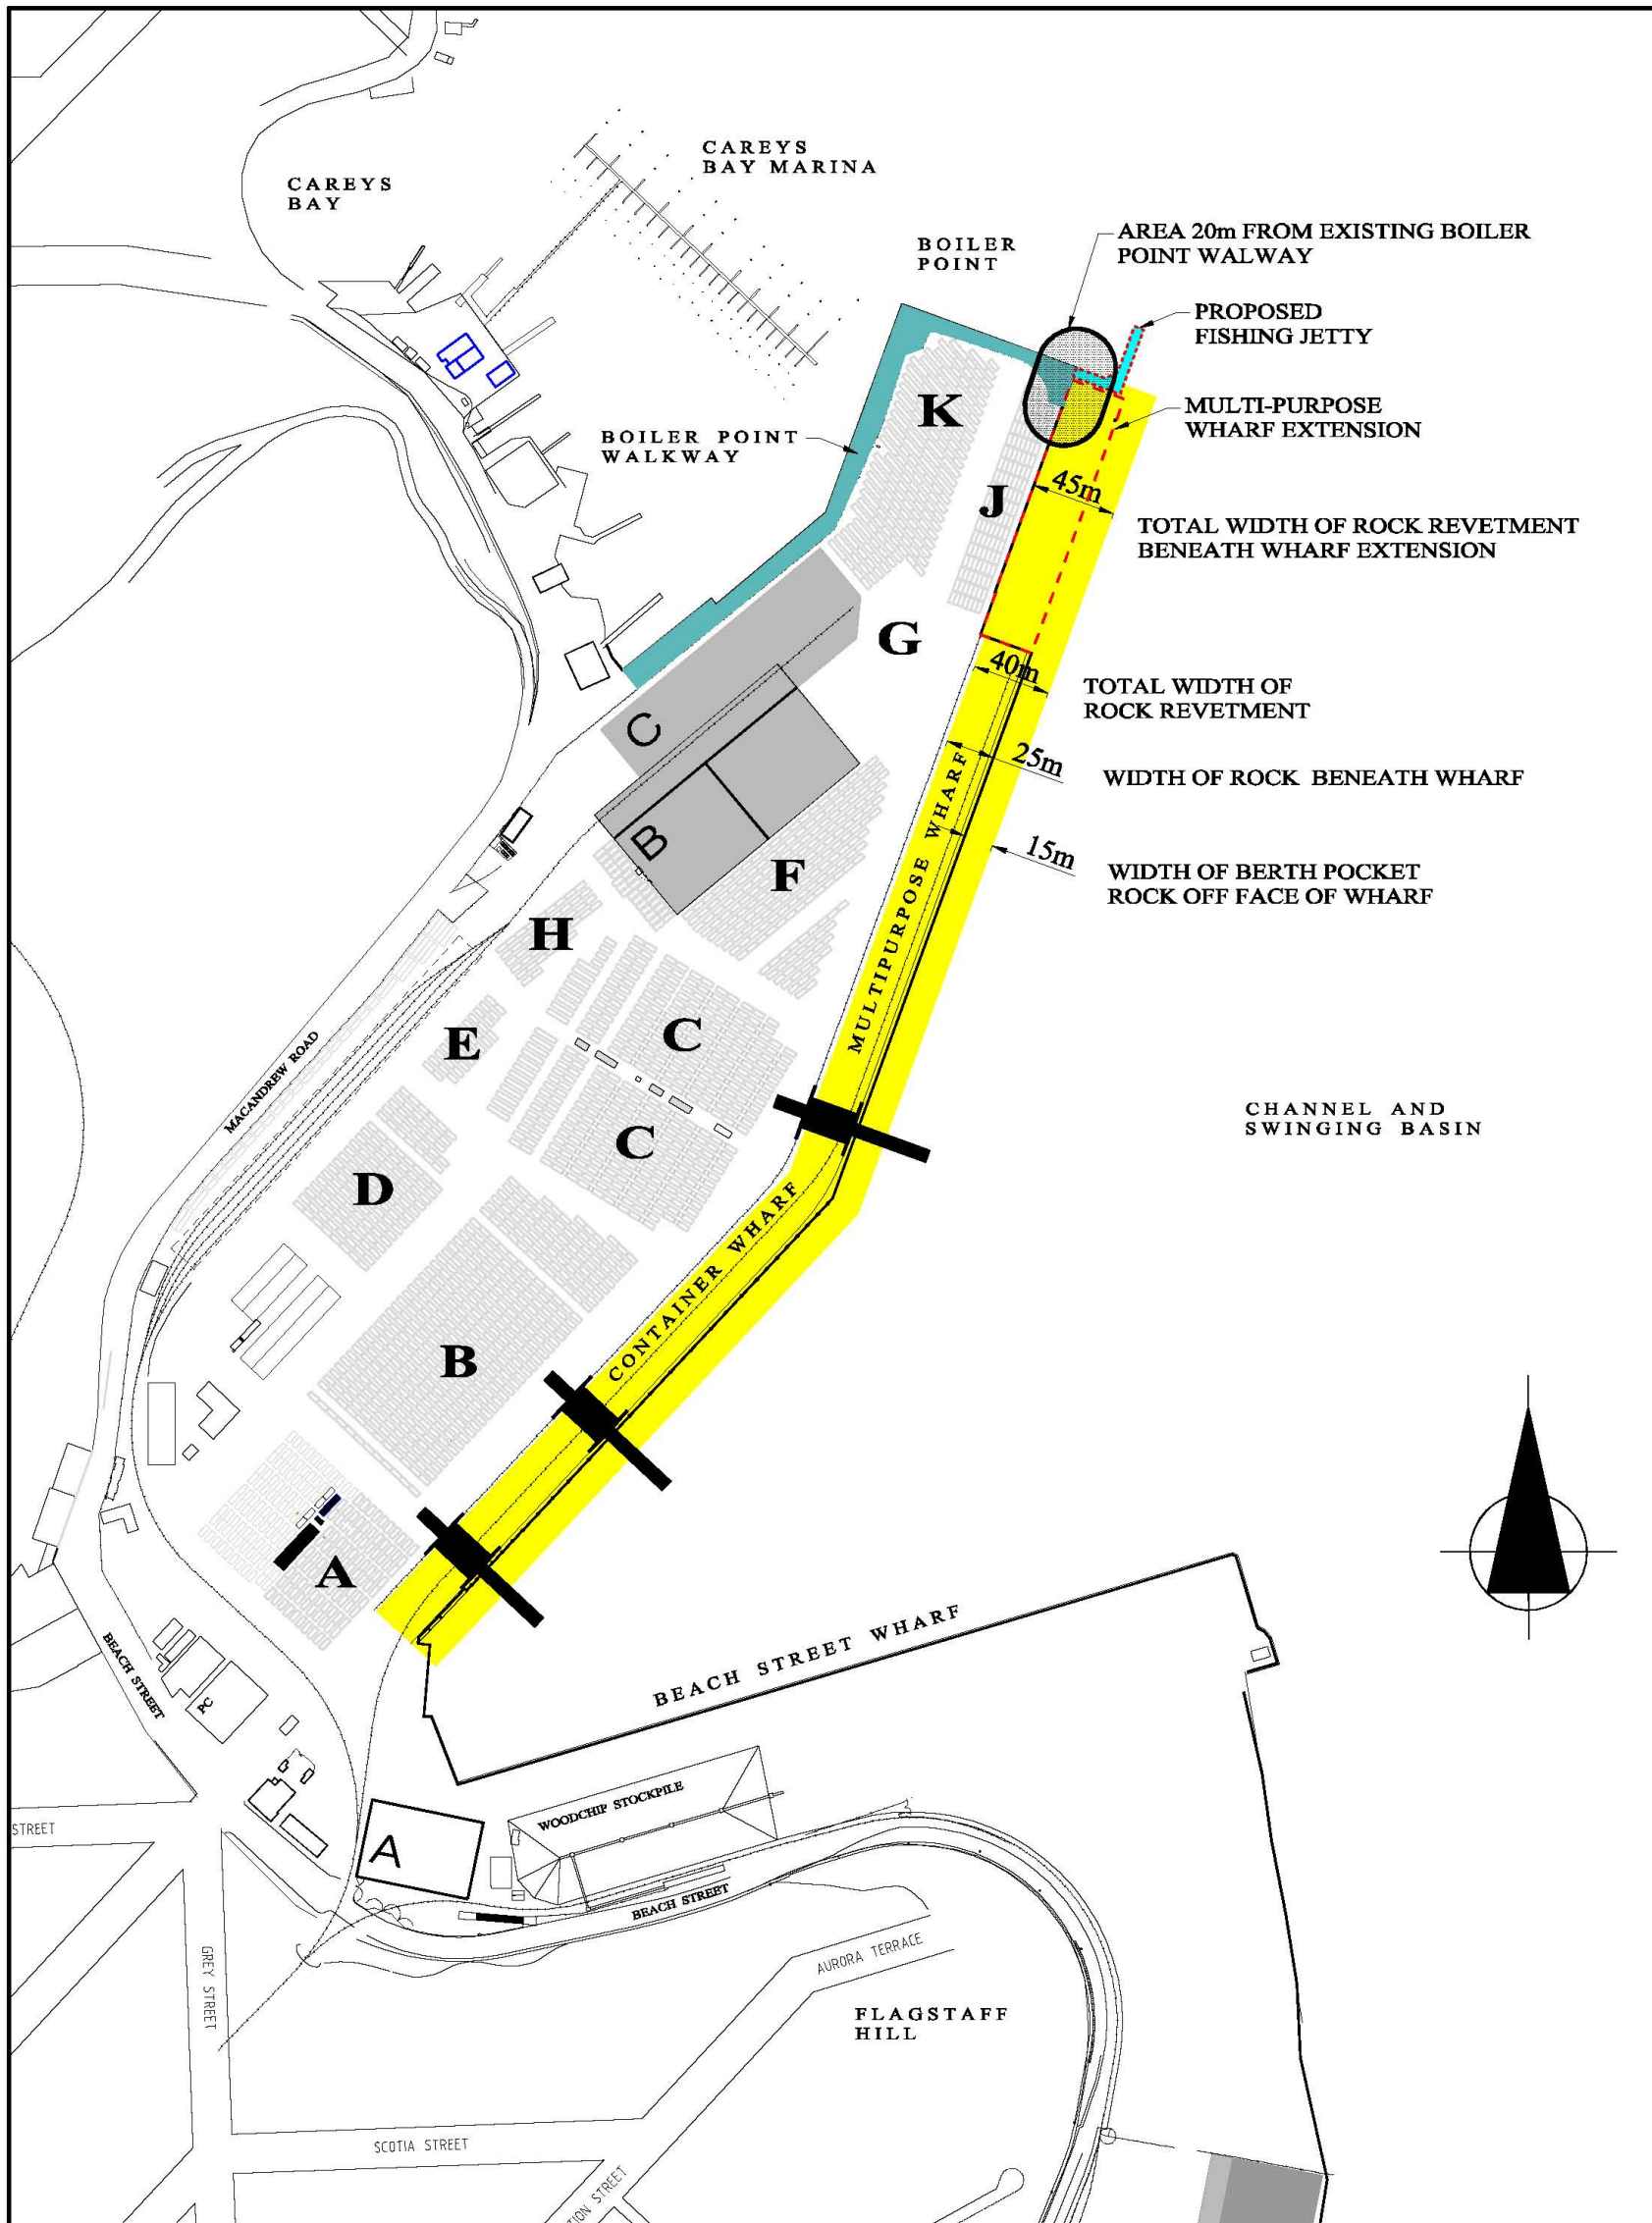 CAREYS
BAY MARINA
CAREYS
BAY
BOILER
POINT
AREA 20m FROM EXISTING BOILER
POINT WALWAY
PROPOSED
FISHING JETTY
MULTI-PURPOSE
WHARF EXTENSION
K
BOILER POINT
WALKWAY
J
45m
TOTAL WIDTH OF ROCK REVETMENT
BENEATH WHARF EXTENSION
G
40m
TOTAL WIDTH OF
ROCK REVETMENT
C
25m
WIDTH OF ROCK BENEATH WHARF
B
15m
WIDTH OF BERTH POCKET
ROCK OFF FACE OF WHARF
F
MULTIPURPOSE WHARF
H
E
C
MACANDREW ROAD
C
CHANNEL AND
SWINGING BASIN
D
CONTAINER WHARF
B
A
BEACH STREET WHARF
BEACH STREET
PC
WOODCHIP STOCKPILE
STREET
A
BEACH STREET
AURORA TERRACE
GREY STREET
FLAGSTAFF
HILL
SCOTIA STREET
STREET